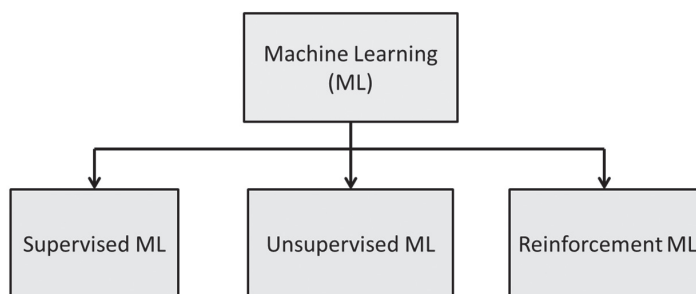 Machine Learning
(ML)
Supervised ML
Unsupervised ML
Reinforcement ML